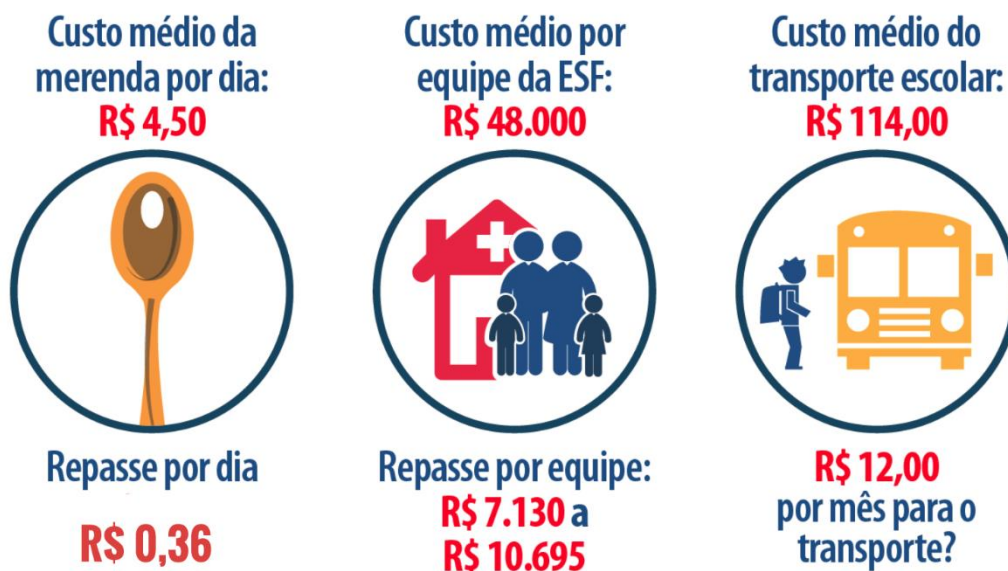 Custo médio da
merenda por dia:
R$ 4,50
Repasse por dia
R$ 0,36
Custo médio por
equipe da ESF:
R$ 48.000
Repasse por equipe:
R$ 7.130 a
R$ 10.695
Custo médio do
transporte escolar:
R$ 114,00
R$ 12,00
por mês para o
transporte?